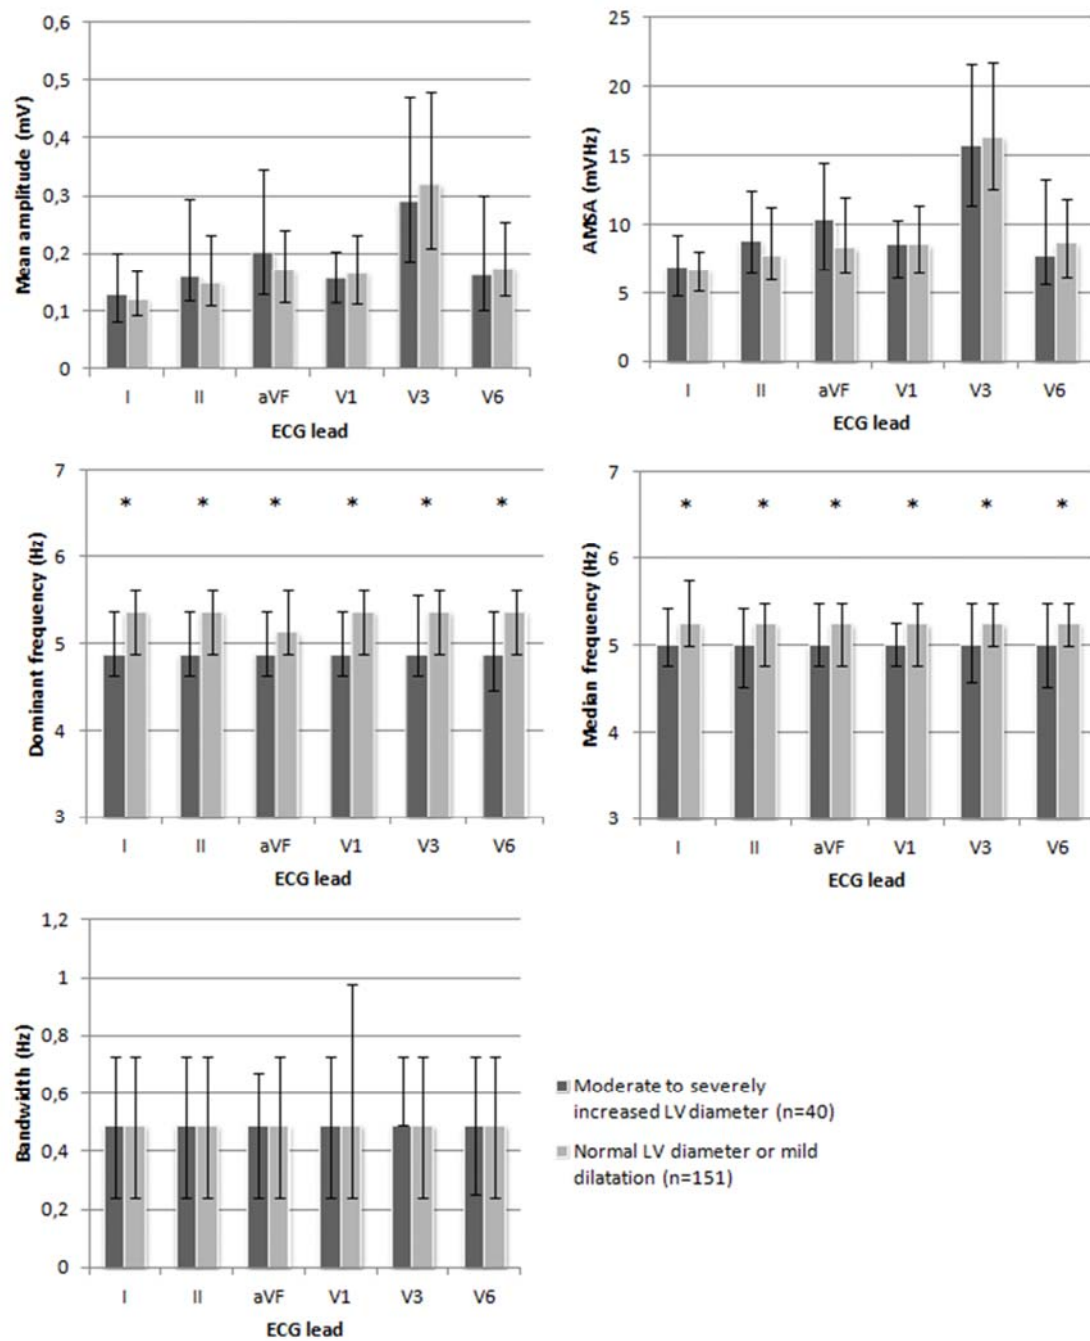 Mean amplitude (mV)
0,6
0,5
0,4
0,3
0,2
0,1
0
I II aVF V1 V3 V6
ECG lead
AMSA (mVHz)
25
20
15
10
5
0
I II aVF V1 V3 V6
ECG lead
Dominant frequency (Hz)
7
* * * * * *
6
5
4
3
I II aVF V1 V3 V6
ECG lead
Median frequency (Hz)
7
* * * * * *
6
5
4
3
I II aVF V1 V3 V6
ECG lead
Bandwidth (Hz)
1,2
1
0,8
0,6
0,4
0,2
0
I II aVF V1 V3 V6
ECG lead
Moderate to severely
increased LV diameter (n=40)
Normal LV diameter or mild
dilatation (n=151)